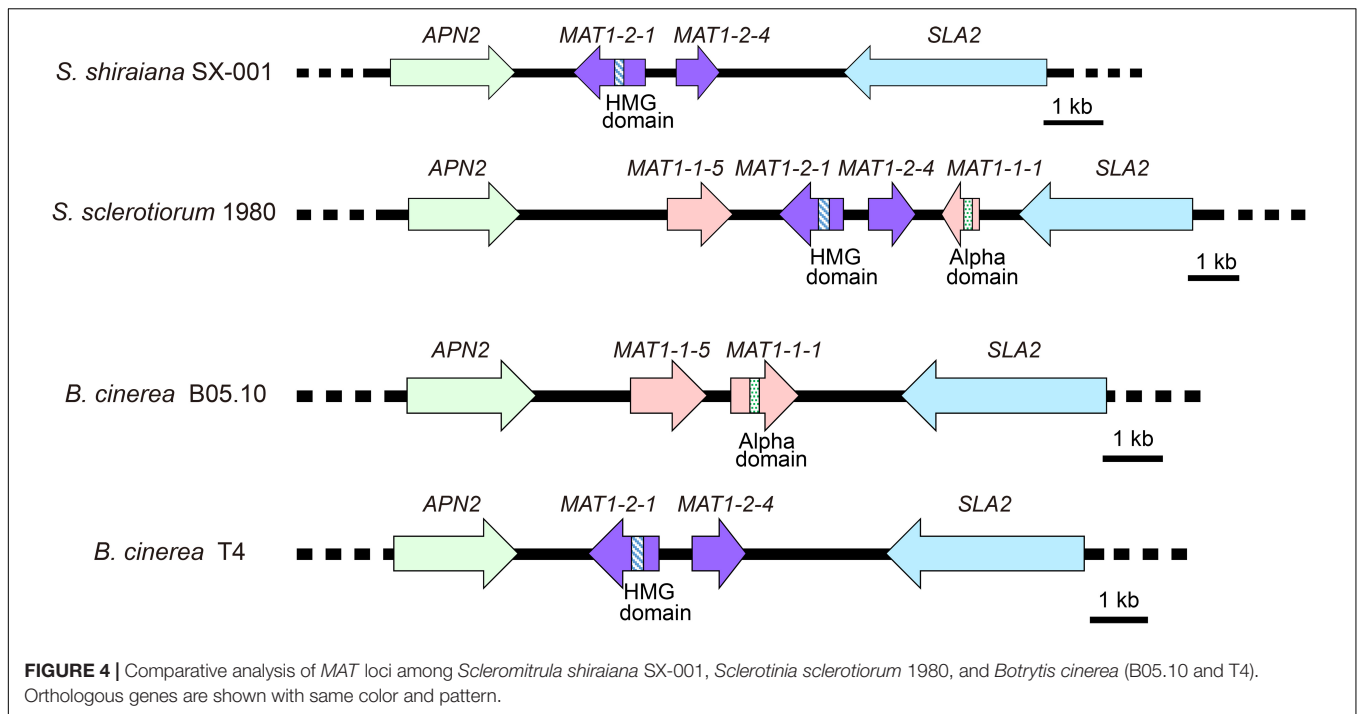 APN2 MAT1-2-1 MAT1-2-4 SLA2
S. shiraiana SX-001
HMG
domain
1 kb
APN2 MAT1-1-5 MAT1-2-1 MAT1-2-4 MAT1-1-1 SLA2
S. sclerotiorum 1980
HMG
domain
Alpha
domain
1 kb
APN2 MAT1-1-5 MAT1-1-1 SLA2
B. cinerea B05.10
Alpha
domain
1 kb
APN2 MAT1-2-1 MAT1-2-4 SLA2
B. cinerea T4
HMG
domain
1 kb
FIGURE 4 | Comparative analysis of MAT loci among Scleromitrula shiraiana SX-001, Sclerotinia sclerotiorum 1980, and Botrytis cinerea (B05.10 and T4).
Orthologous genes are shown with same color and pattern.